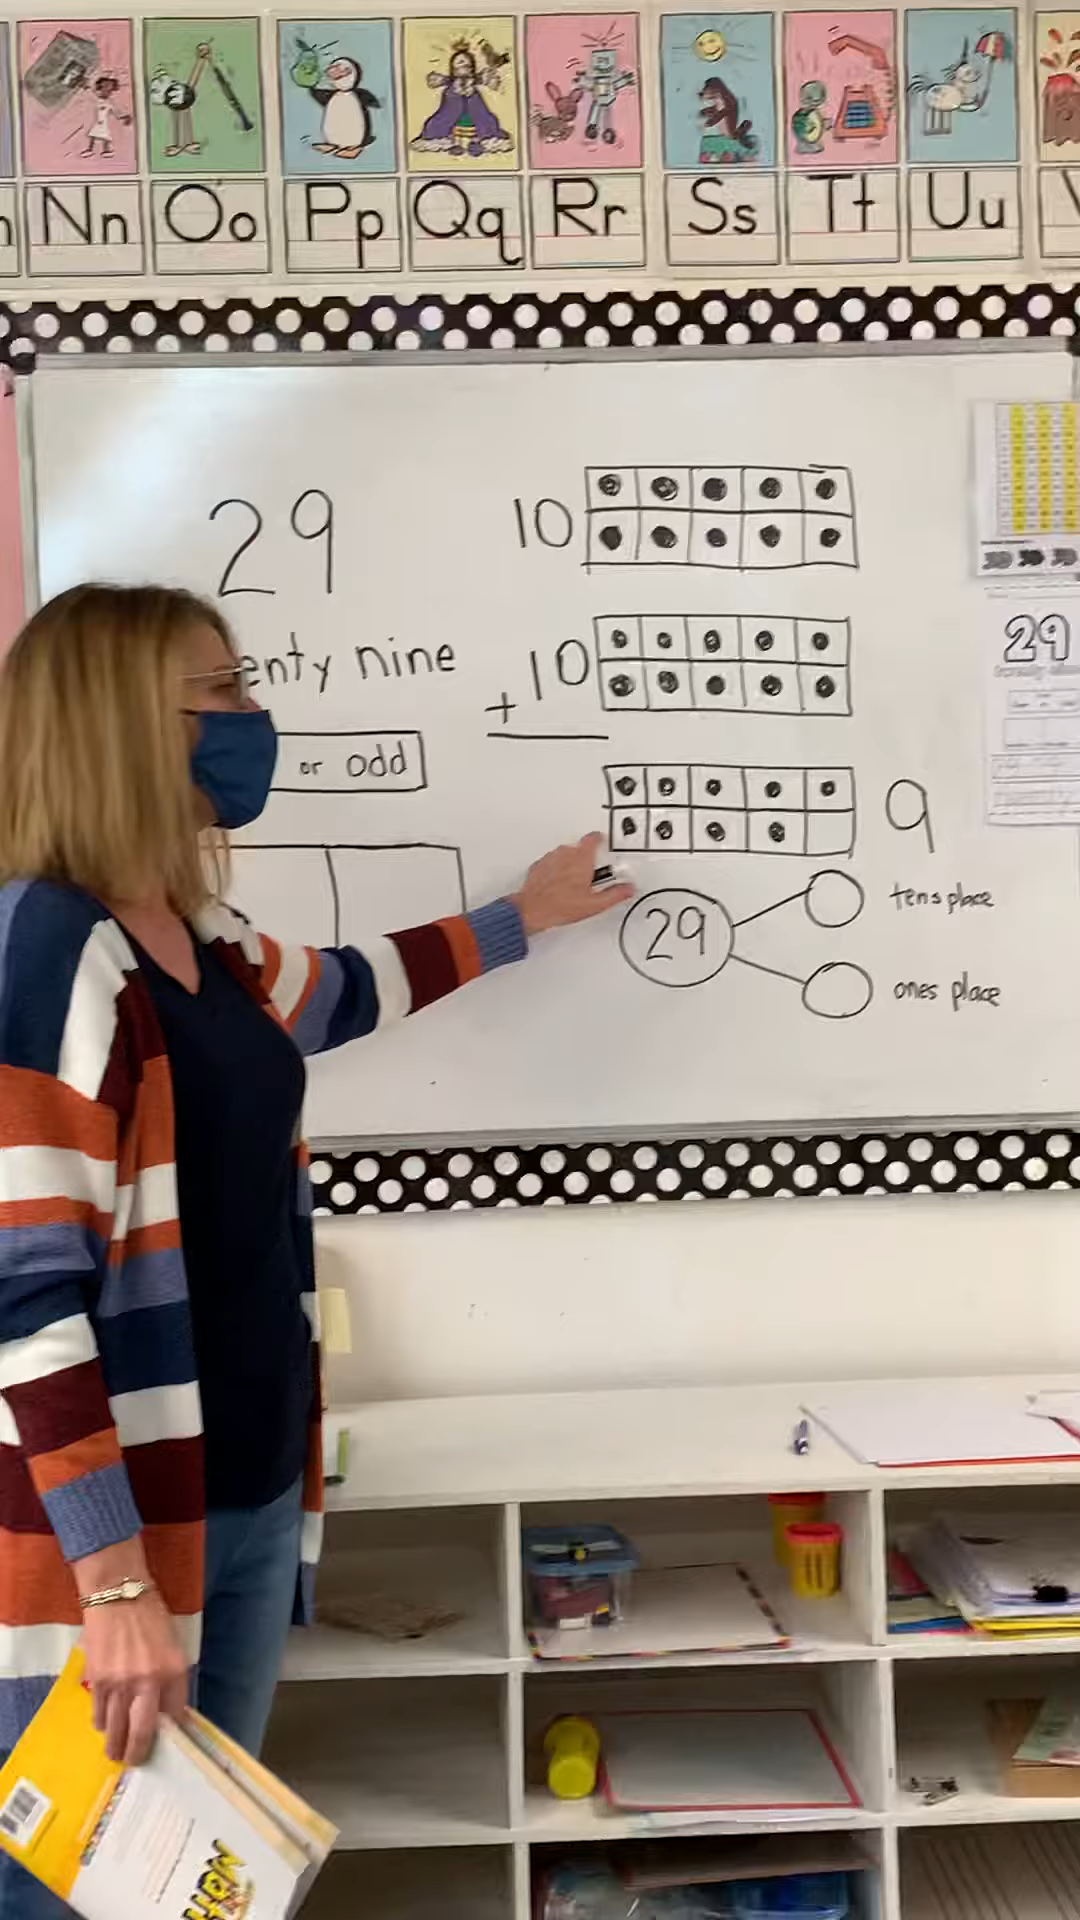 Nn Oo Pp Qq Rr Ss Tt Uu
29
enty nine
or odd
10
+ 10
9
29
tens place
ones place
29